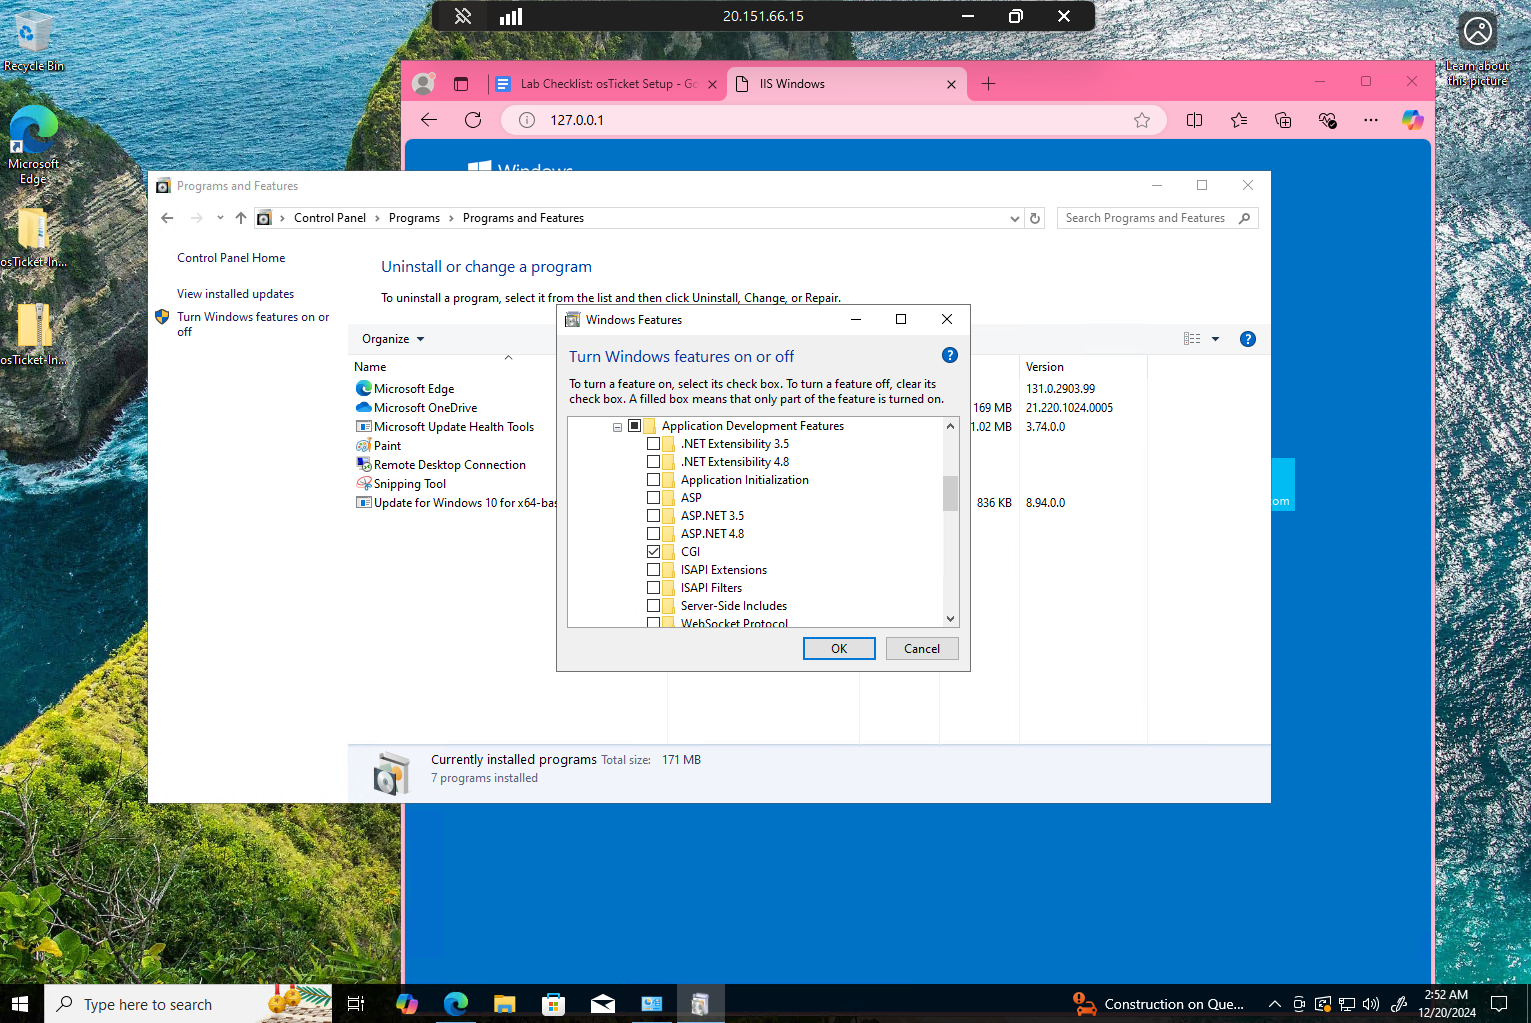 20.151.66.15
Recycle Bin
Learn about
this picture
Lab Checklist: osTicket Setup - Go
IIS Windows
127.0.0.1
Microsoft
Edge
Windows
Programs and Features
Control Panel > Programs > Programs and Features
Search Programs and Features
osTicket-In...
Control Panel Home
Uninstall or change a program
View installed updates
To uninstall a program, select it from the list and then click Uninstall, Change, or Repair.
Turn Windows features on or
off
osTicket-In...
Windows Features
Organize
Turn Windows features on or off
Name
Version
To turn a feature on, select its check box. To turn a feature off, clear its
check box. A filled box means that only part of the feature is turned on.
Microsoft Edge
131.0.2903.99
Microsoft OneDrive
169 MB
21.220.1024.0005
Microsoft Update Health Tools
1.02 MB
3.74.0.0
Paint
Remote Desktop Connection
Snipping Tool
Update for Windows 10 for x64-bas
836 KB
8.94.0.0
Application Development Features
.NET Extensibility 3.5
.NET Extensibility 4.8
Application Initialization
ASP
ASP.NET 3.5
ASP.NET 4.8
CGI
ISAPI Extensions
ISAPI Filters
Server-Side Includes
WebSocket Protocol
OK
Cancel
om
Currently installed programs Total size: 171 MB
7 programs installed
Type here to search
Construction on Que...
2:52 AM
12/20/2024